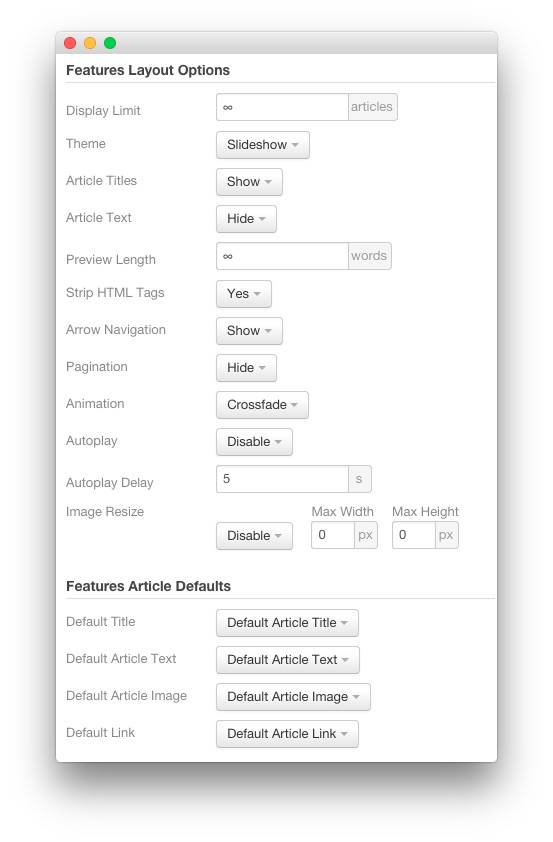 Features Layout Options
Display Limit ∞ articles
Theme Slideshow
Article Titles Show
Article Text Hide
Preview Length ∞ words
Strip HTML Tags Yes
Arrow Navigation Show
Pagination Hide
Animation Crossfade
Autoplay Disable
Autoplay Delay 5 s
Image Resize Max Width Max Height
Disable 0 px 0 px
Features Article Defaults
Default Title Default Article Title
Default Article Text Default Article Text
Default Article Image Default Article Image
Default Link Default Article Link